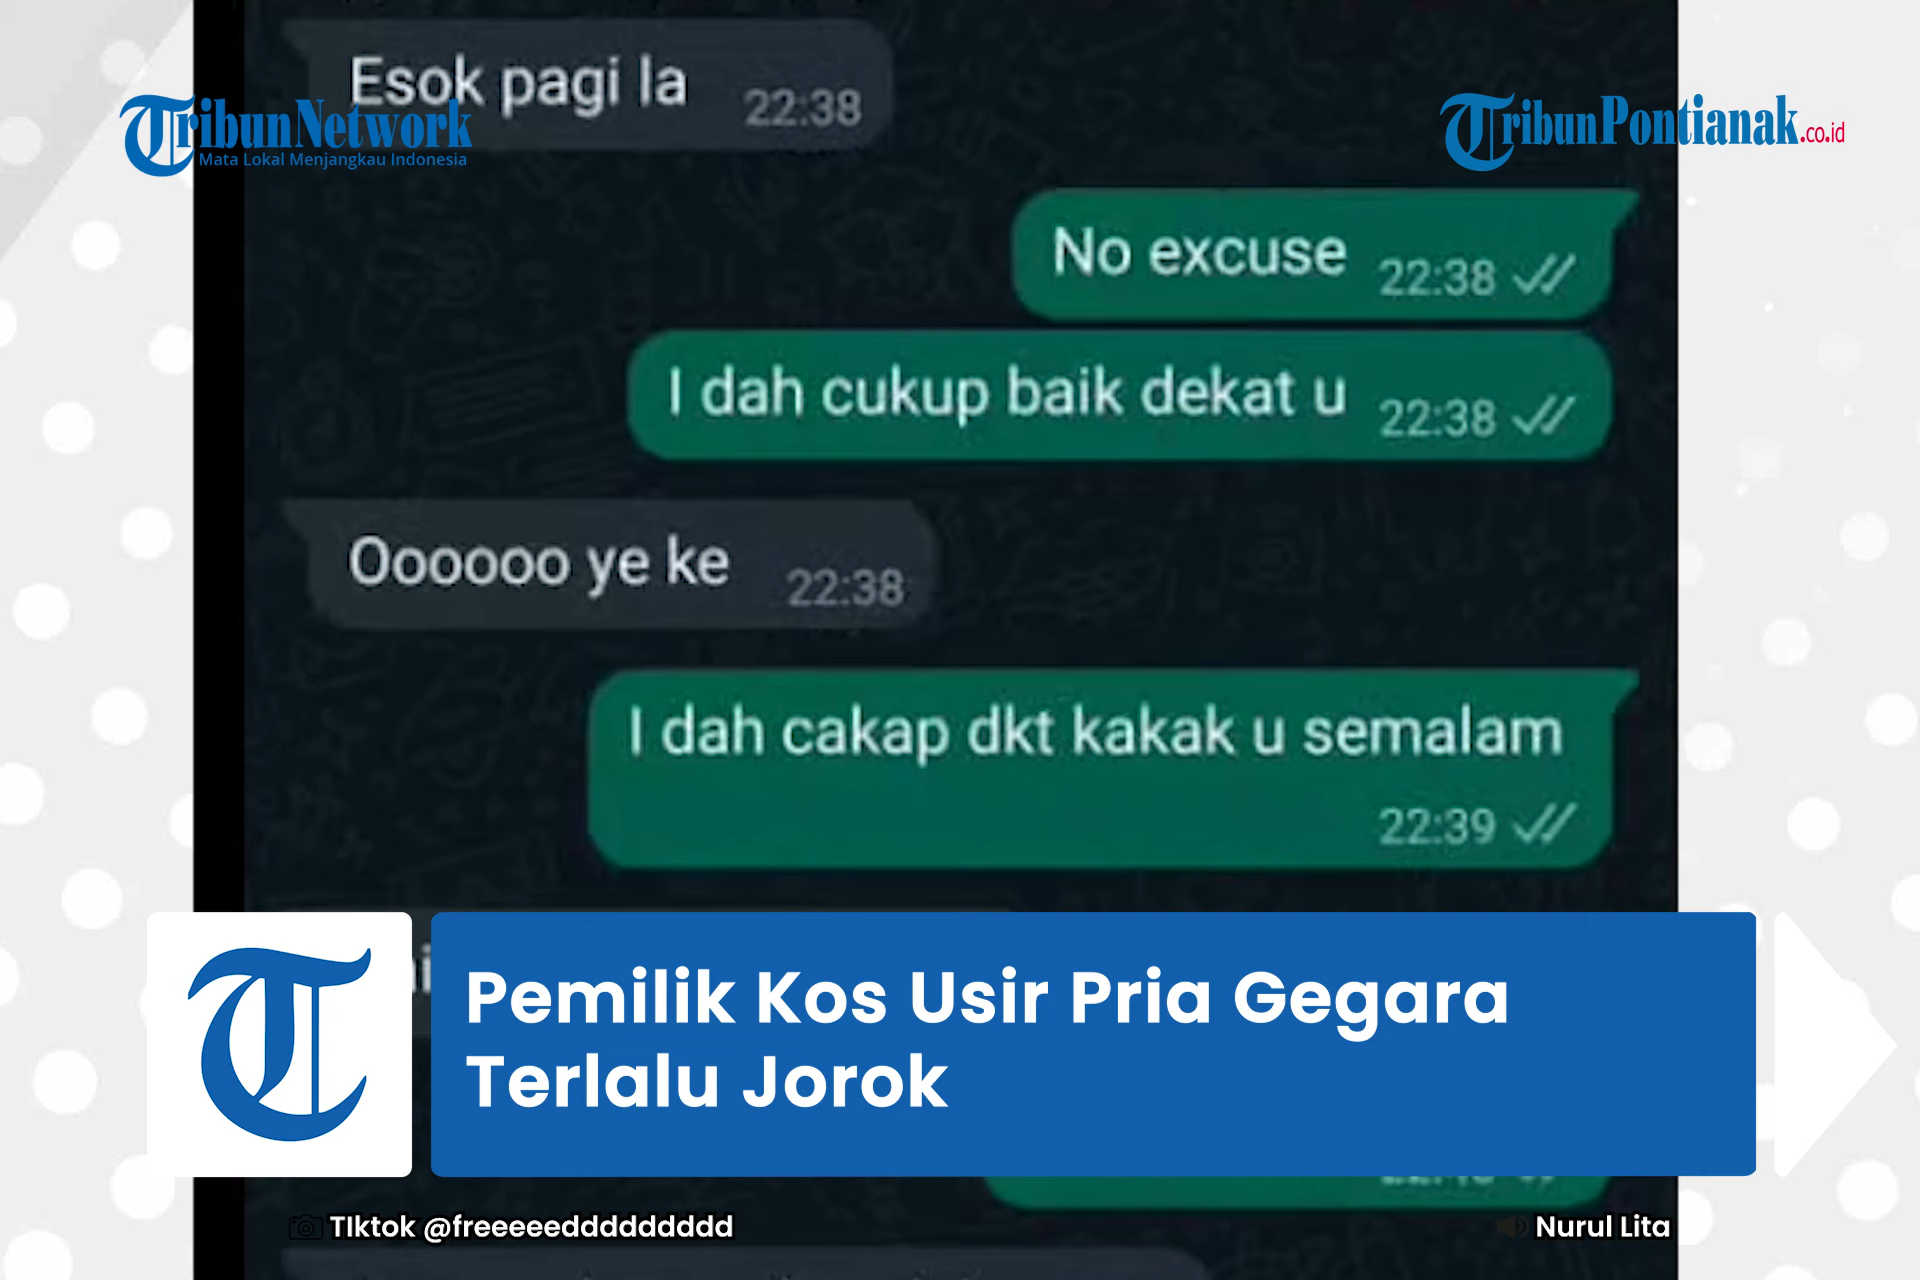 Esok pagi la 22:38
TribunNetwork
Mata Lokal Menjangkau Indonesia
TribunPontianak.co.id
No excuse 22:38
I dah cukup baik dekat u 22:38
Ooooooo ye ke 22:38
I dah cakap dkt kakak u semalam
22:39
T
Pemilik Kos Usir Pria Gegara
Terlalu Jorok
TIktok @freeeeeddddddddd
Nurul Lita